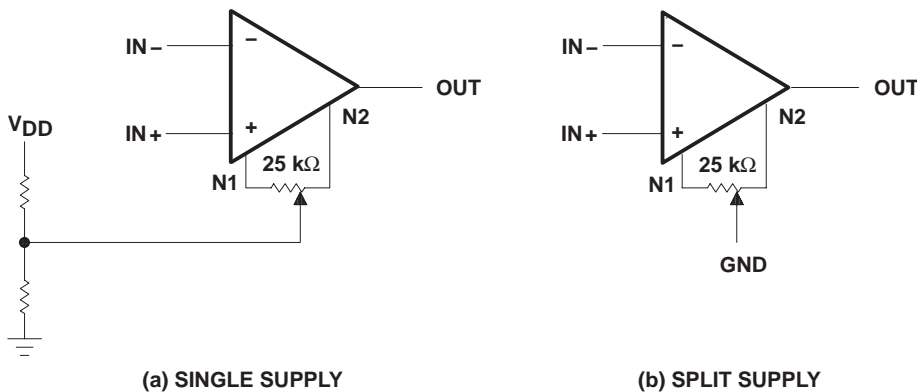 IN −
−
IN +
+
OUT
N2
25 kΩ
N1
VDD
(a) SINGLE SUPPLY
IN −
−
IN +
+
OUT
N2
25 kΩ
N1
GND
(b) SPLIT SUPPLY